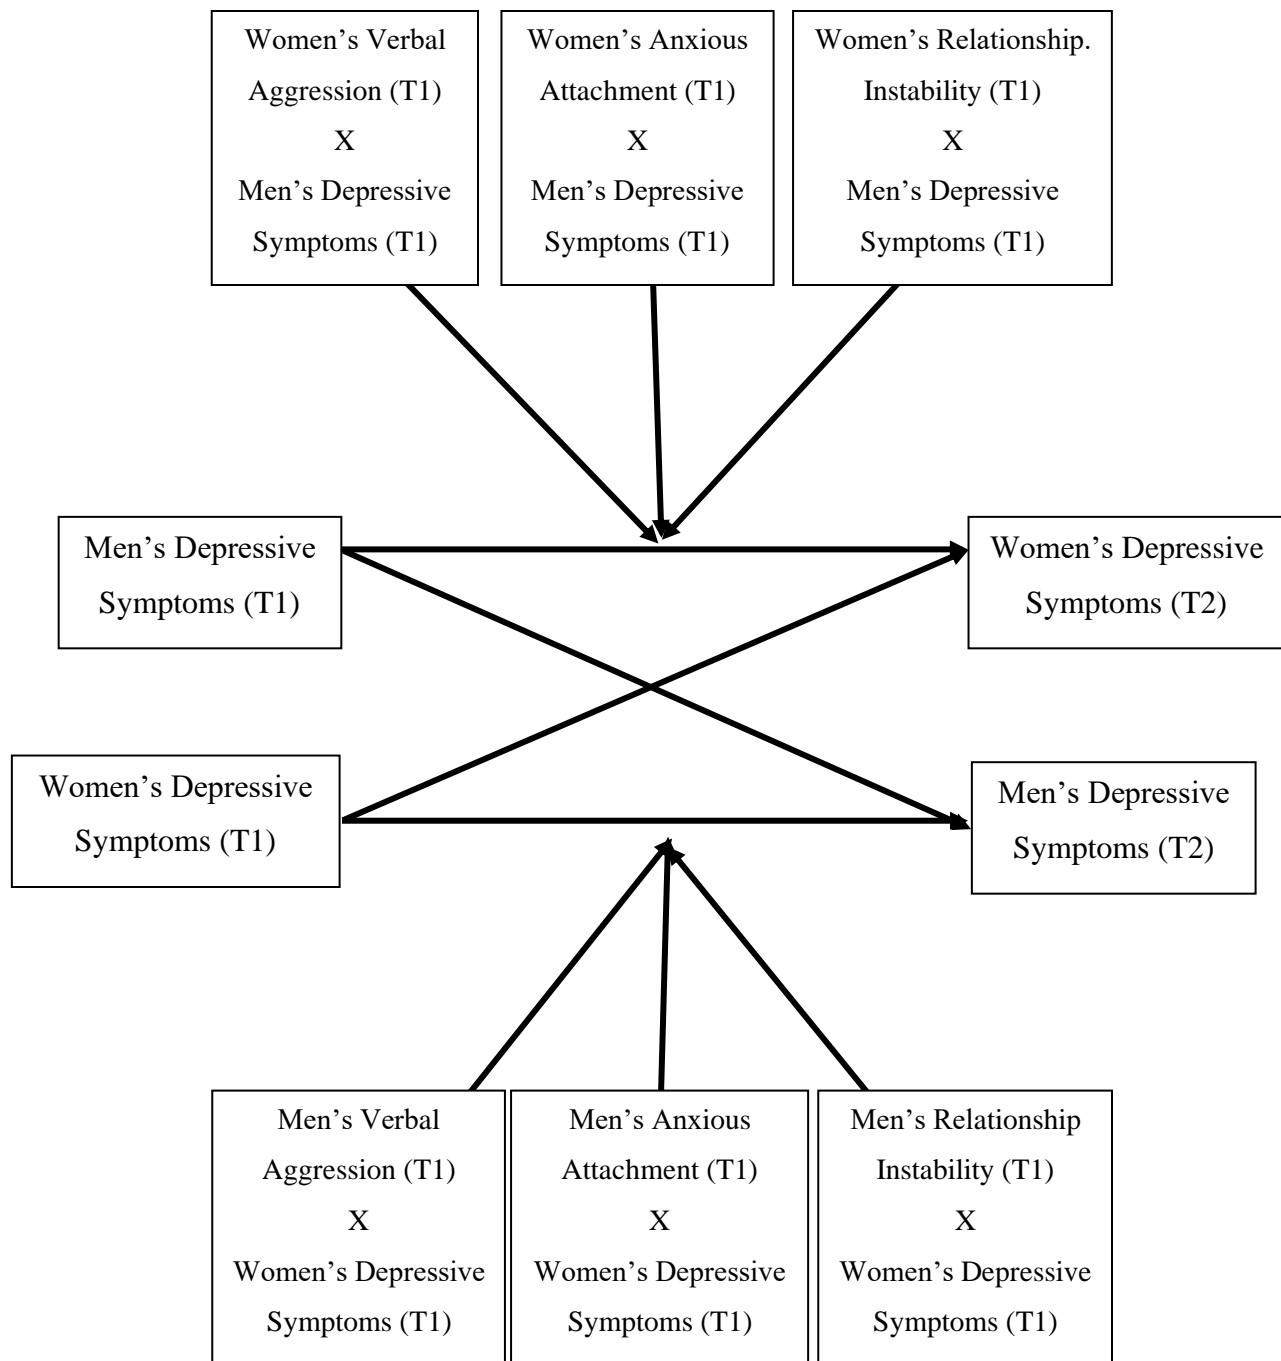 Women’s Verbal
Aggression (T1)
X
Men’s Depressive
Symptoms (T1)
Women’s Anxious
Attachment (T1)
X
Men’s Depressive
Symptoms (T1)
Women’s Relationship.
Instability (T1)
X
Men’s Depressive
Symptoms (T1)
Men’s Depressive
Symptoms (T1)
Women’s Depressive
Symptoms (T2)
Women’s Depressive
Symptoms (T1)
Men’s Depressive
Symptoms (T2)
Men’s Verbal
Aggression (T1)
X
Women’s Depressive
Symptoms (T1)
Men’s Anxious
Attachment (T1)
X
Women’s Depressive
Symptoms (T1)
Men’s Relationship
Instability (T1)
X
Women’s Depressive
Symptoms (T1)